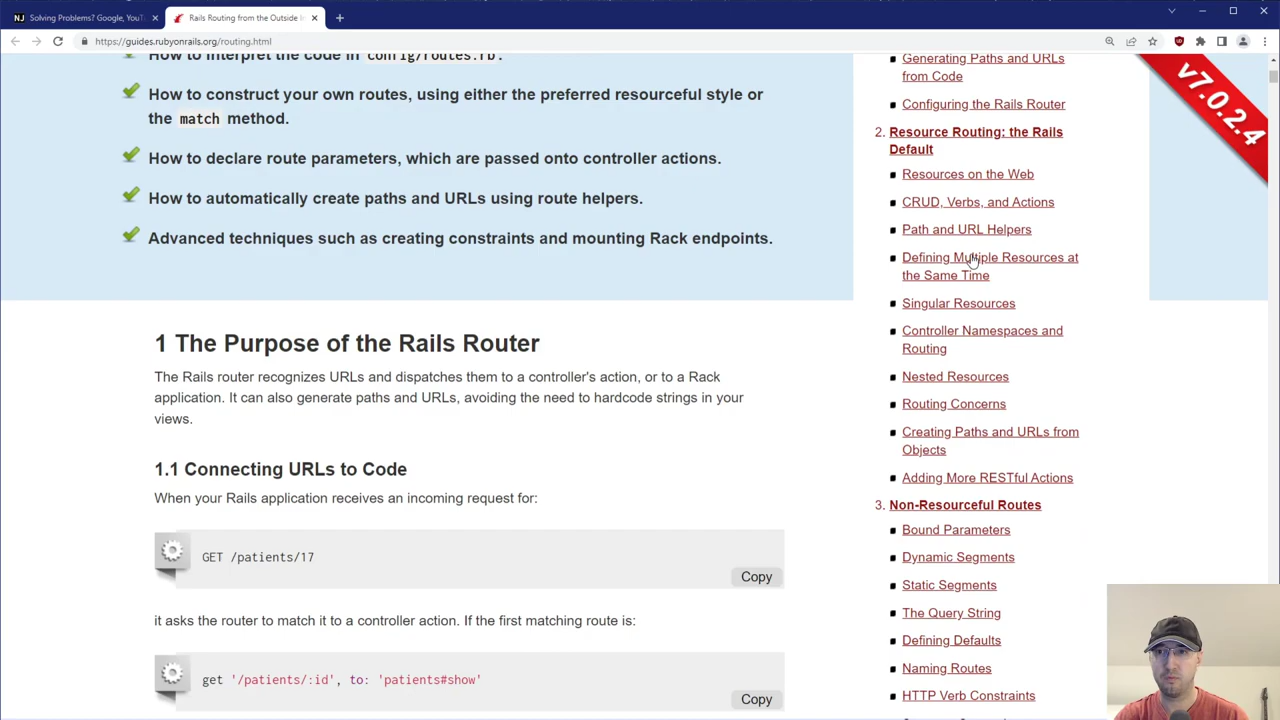 NJ Solving Problems? Google, YouT
Rails Routing from the Outside I
https://guides.rubyonrails.org/routing.html
How to interpret the code in config/routes.rb.
How to construct your own routes, using either the preferred resourceful style or
the match method.
How to declare route parameters, which are passed onto controller actions.
How to automatically create paths and URLs using route helpers.
Advanced techniques such as creating constraints and mounting Rack endpoints.
1 The Purpose of the Rails Router
The Rails router recognizes URLs and dispatches them to a controller's action, or to a Rack
application. It can also generate paths and URLs, avoiding the need to hardcode strings in your
views.
1.1 Connecting URLs to Code
When your Rails application receives an incoming request for:
GET /patients/17
Copy
it asks the router to match it to a controller action. If the first matching route is:
get '/patients/:id', to: 'patients#show'
Copy
Generating Paths and URLs
from Code
Configuring the Rails Router
2. Resource Routing: the Rails
Default
Resources on the Web
CRUD, Verbs, and Actions
Path and URL Helpers
Defining Multiple Resources at
the Same Time
Singular Resources
Controller Namespaces and
Routing
Nested Resources
Routing Concerns
Creating Paths and URLs from
Objects
Adding More RESTful Actions
3. Non-Resourceful Routes
Bound Parameters
Dynamic Segments
Static Segments
The Query String
Defining Defaults
Naming Routes
HTTP Verb Constraints
v7.0.2.4